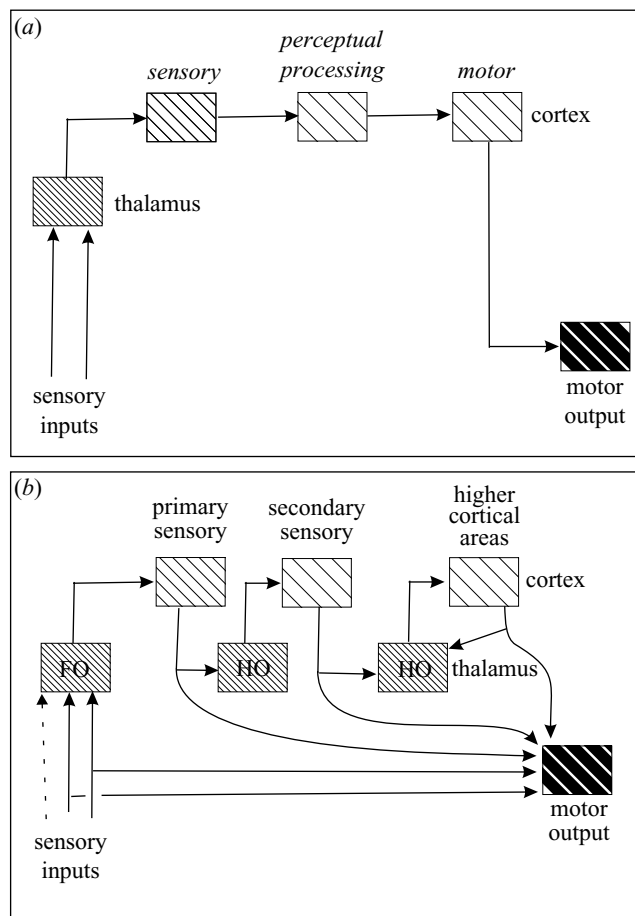 (a)
sensory
perceptual
processing
motor
cortex
thalamus
sensory
inputs
motor
output
(b)
primary
sensory
secondary
sensory
higher
cortical
areas
cortex
FO
HO
HO
thalamus
sensory
inputs
motor
output